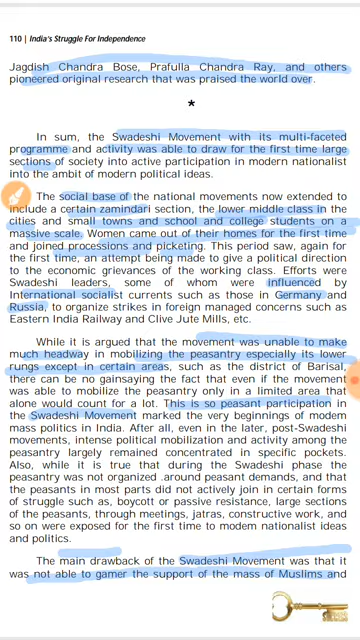 110 | India's Struggle For Independence
Jagdish Chandra Bose, Prafulla Chandra Ray, and others
pioneered original research that was praised the world over.
*
In sum, the Swadeshi Movement with its multi-faceted
programme and activity was able to draw for the first time large
sections of society into active participation in modern nationalist
into the ambit of modern political ideas.
The social base of the national movements now extended to
include a certain zamindari section, the lower middle class in the
cities and small towns and school and college students on a
massive scale. Women came out of their homes for the first time
and joined processions and picketing. This period saw, again for
the first time, an attempt being made to give a political direction
to the economic grievances of the working class. Efforts were
Swadeshi leaders, some of whom were influenced by
International socialist currents such as those in Germany and
Russia, to organize strikes in foreign managed concerns such as
Eastern India Railway and Clive Jute Mills, etc.
While it is argued that the movement was unable to make
much headway in mobilizing the peasantry especially its lower
rungs except in certain areas, such as the district of Barisal,
there can be no gainsaying the fact that even if the movement
was able to mobilize the peasantry only in a limited area that
alone would count for a lot. This is so peasant participation in
the Swadeshi Movement marked the very beginnings of modem
mass politics in India. After all, even in the later, post-Swadeshi
movements, intense political mobilization and activity among the
peasantry largely remained concentrated in specific pockets.
Also, while it is true that during the Swadeshi phase the
peasantry was not organized .around peasant demands, and that
the peasants in most parts did not actively join in certain forms
of struggle such as, boycott or passive resistance, large sections
of the peasants, through meetings, jatras, constructive work, and
so on were exposed for the first time to modem nationalist ideas
and politics.
The main drawback of the Swadeshi Movement was that it
was not able to gamer the support of the mass of Muslims and